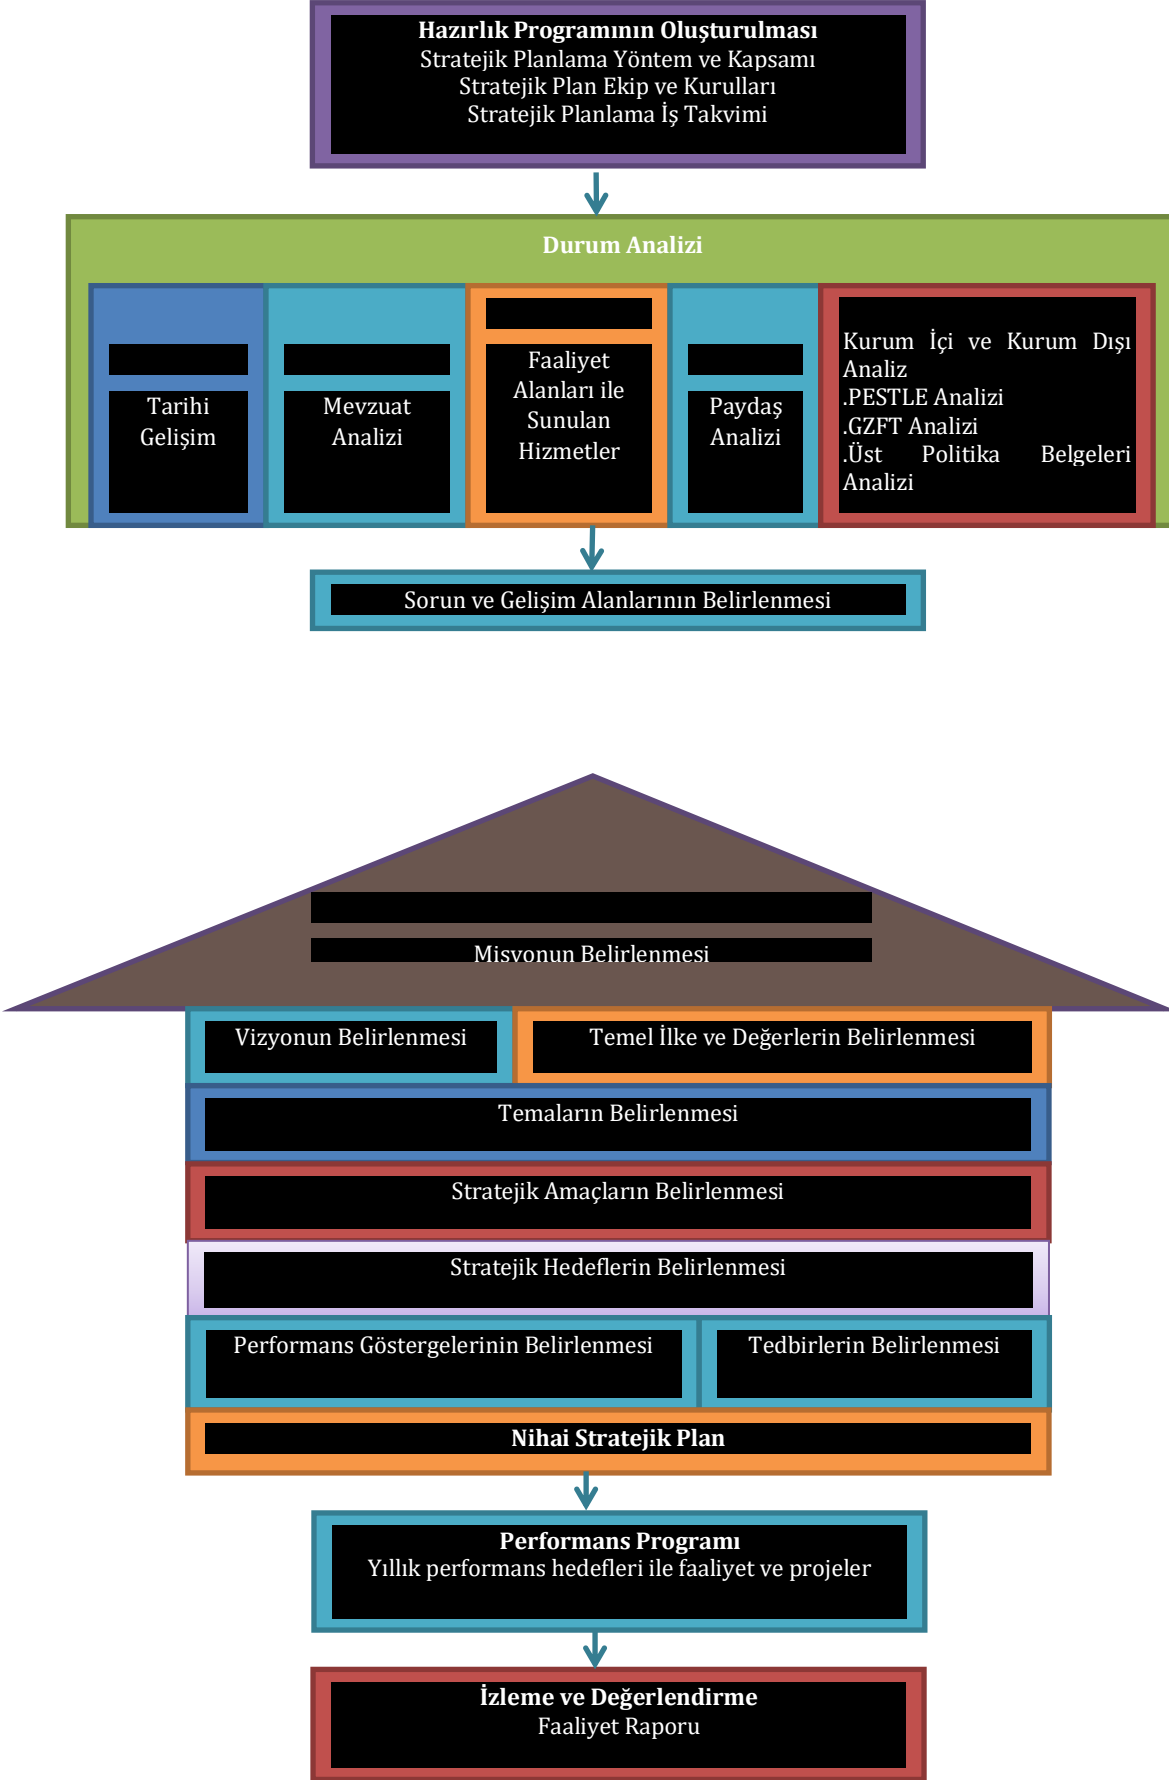 Hazırlık Programının Oluşturulması
Stratejik Planlama Yöntem ve Kapsamı
Stratejik Plan Ekip ve Kurulları
Stratejik Planlama İş Takvimi
Durum Analizi
Tarihi
Gelişim
Mevzuat
Analizi
Faaliyet
Alanları ile
Sunulan
Hizmetler
Paydaş
Analizi
Kurum İçi ve Kurum Dışı
Analiz
.PESTLE Analizi
.GZFT Analizi
.Üst Politika Belgeleri
Analizi
Sorun ve Gelişim Alanlarının Belirlenmesi
Misyonun Belirlenmesi
Vizyonun Belirlenmesi
Temel İlke ve Değerlerin Belirlenmesi
Temaların Belirlenmesi
Stratejik Amaçların Belirlenmesi
Stratejik Hedeflerin Belirlenmesi
Performans Göstergelerinin Belirlenmesi
Tedbirlerin Belirlenmesi
Nihai Stratejik Plan
Performans Programı
Yıllık performans hedefleri ile faaliyet ve projeler
İzleme ve Değerlendirme
Faaliyet Raporu